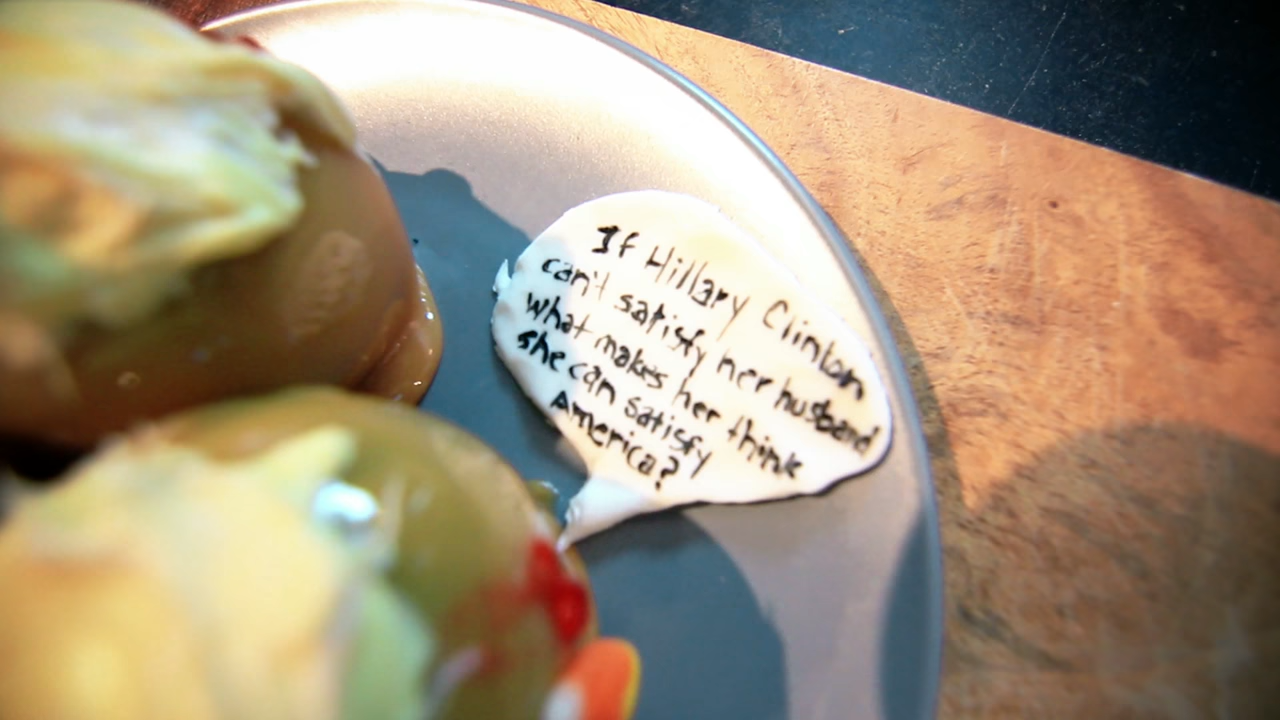 If Hillary Clinton
can't satisfy her husband
what makes her think
she can satisfy
America?